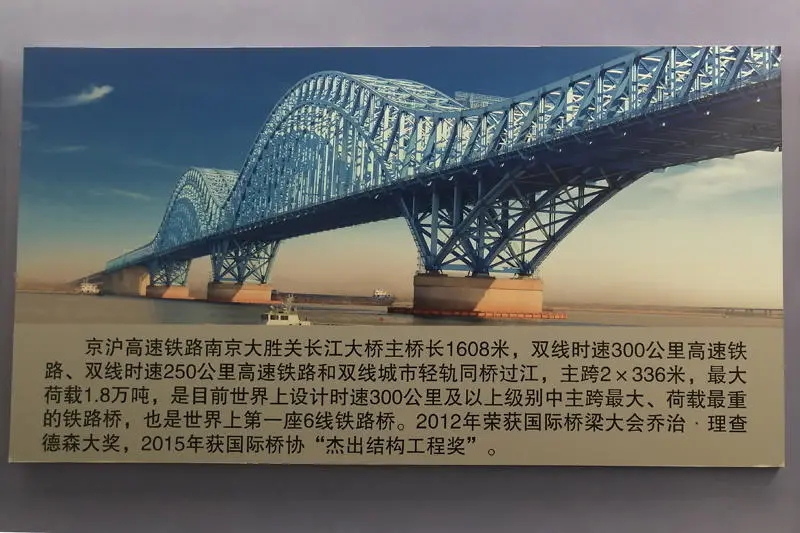 京沪高速铁路南京大胜关长江大桥主桥长1608米，双线时速300公里高速铁
路、双线时速250公里高速铁路和双线城市轻轨同桥过江，主跨2×336米，最大
荷载1.8万吨，是目前世界上设计时速300公里及以上级别中主跨最大、荷载最重
的铁路桥，也是世界上第一座6线铁路桥。2012年荣获国际桥梁大会乔治·理查
德森大奖，2015年获国际桥协“杰出结构工程奖”。